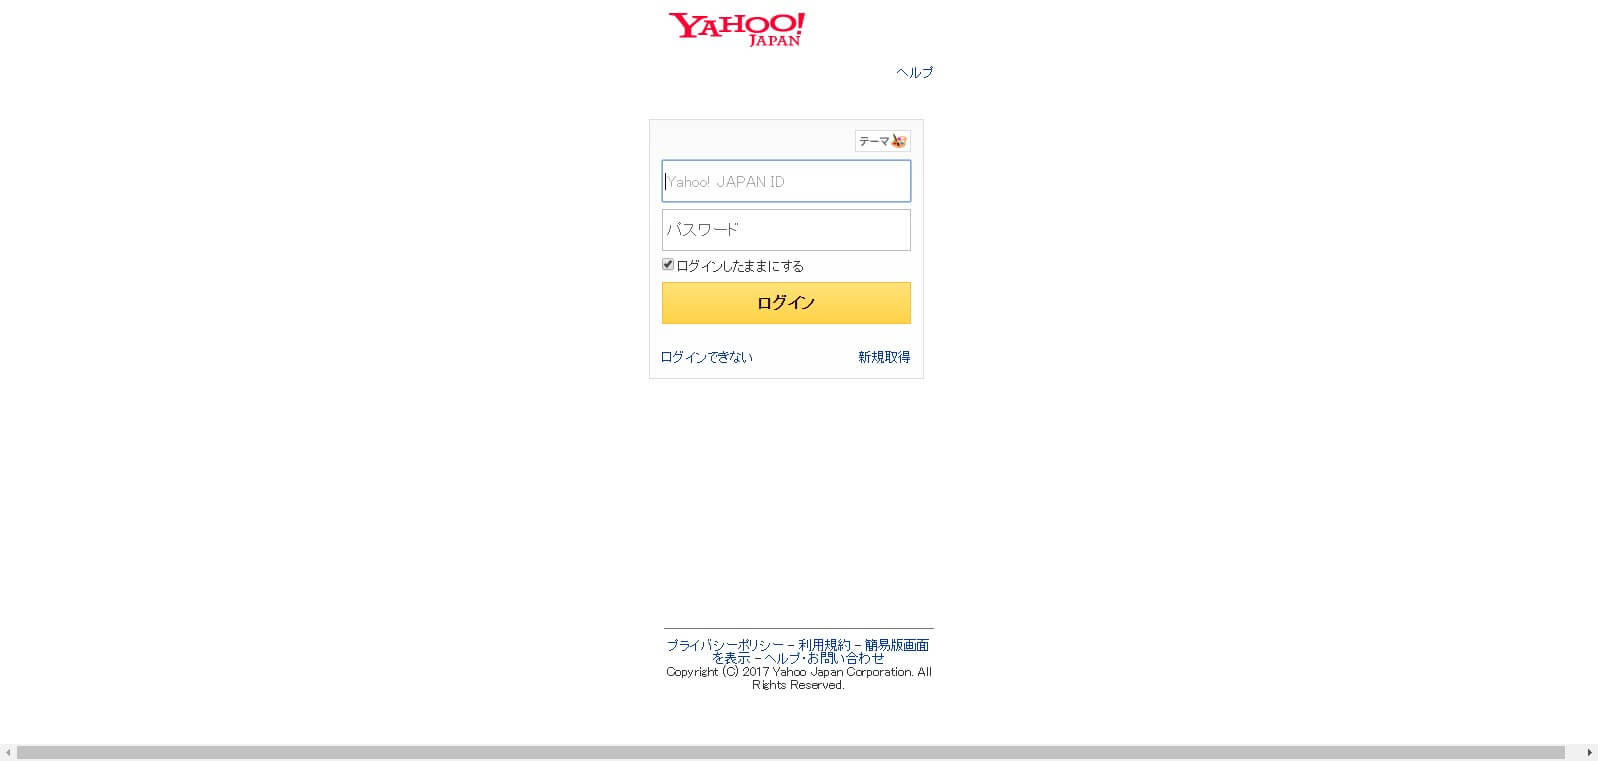 YAHOO!
JAPAN
ヘルプ
テーマ
Yahoo! JAPAN ID
パスワード
ログインしたままにする
ログイン
ログインできない 新規取得
プライバシーポリシー - 利用規約 - 簡易版画面
を表示 - ヘルプ・お問い合わせ
Copyright (C) 2017 Yahoo Japan Corporation. All
Rights Reserved.